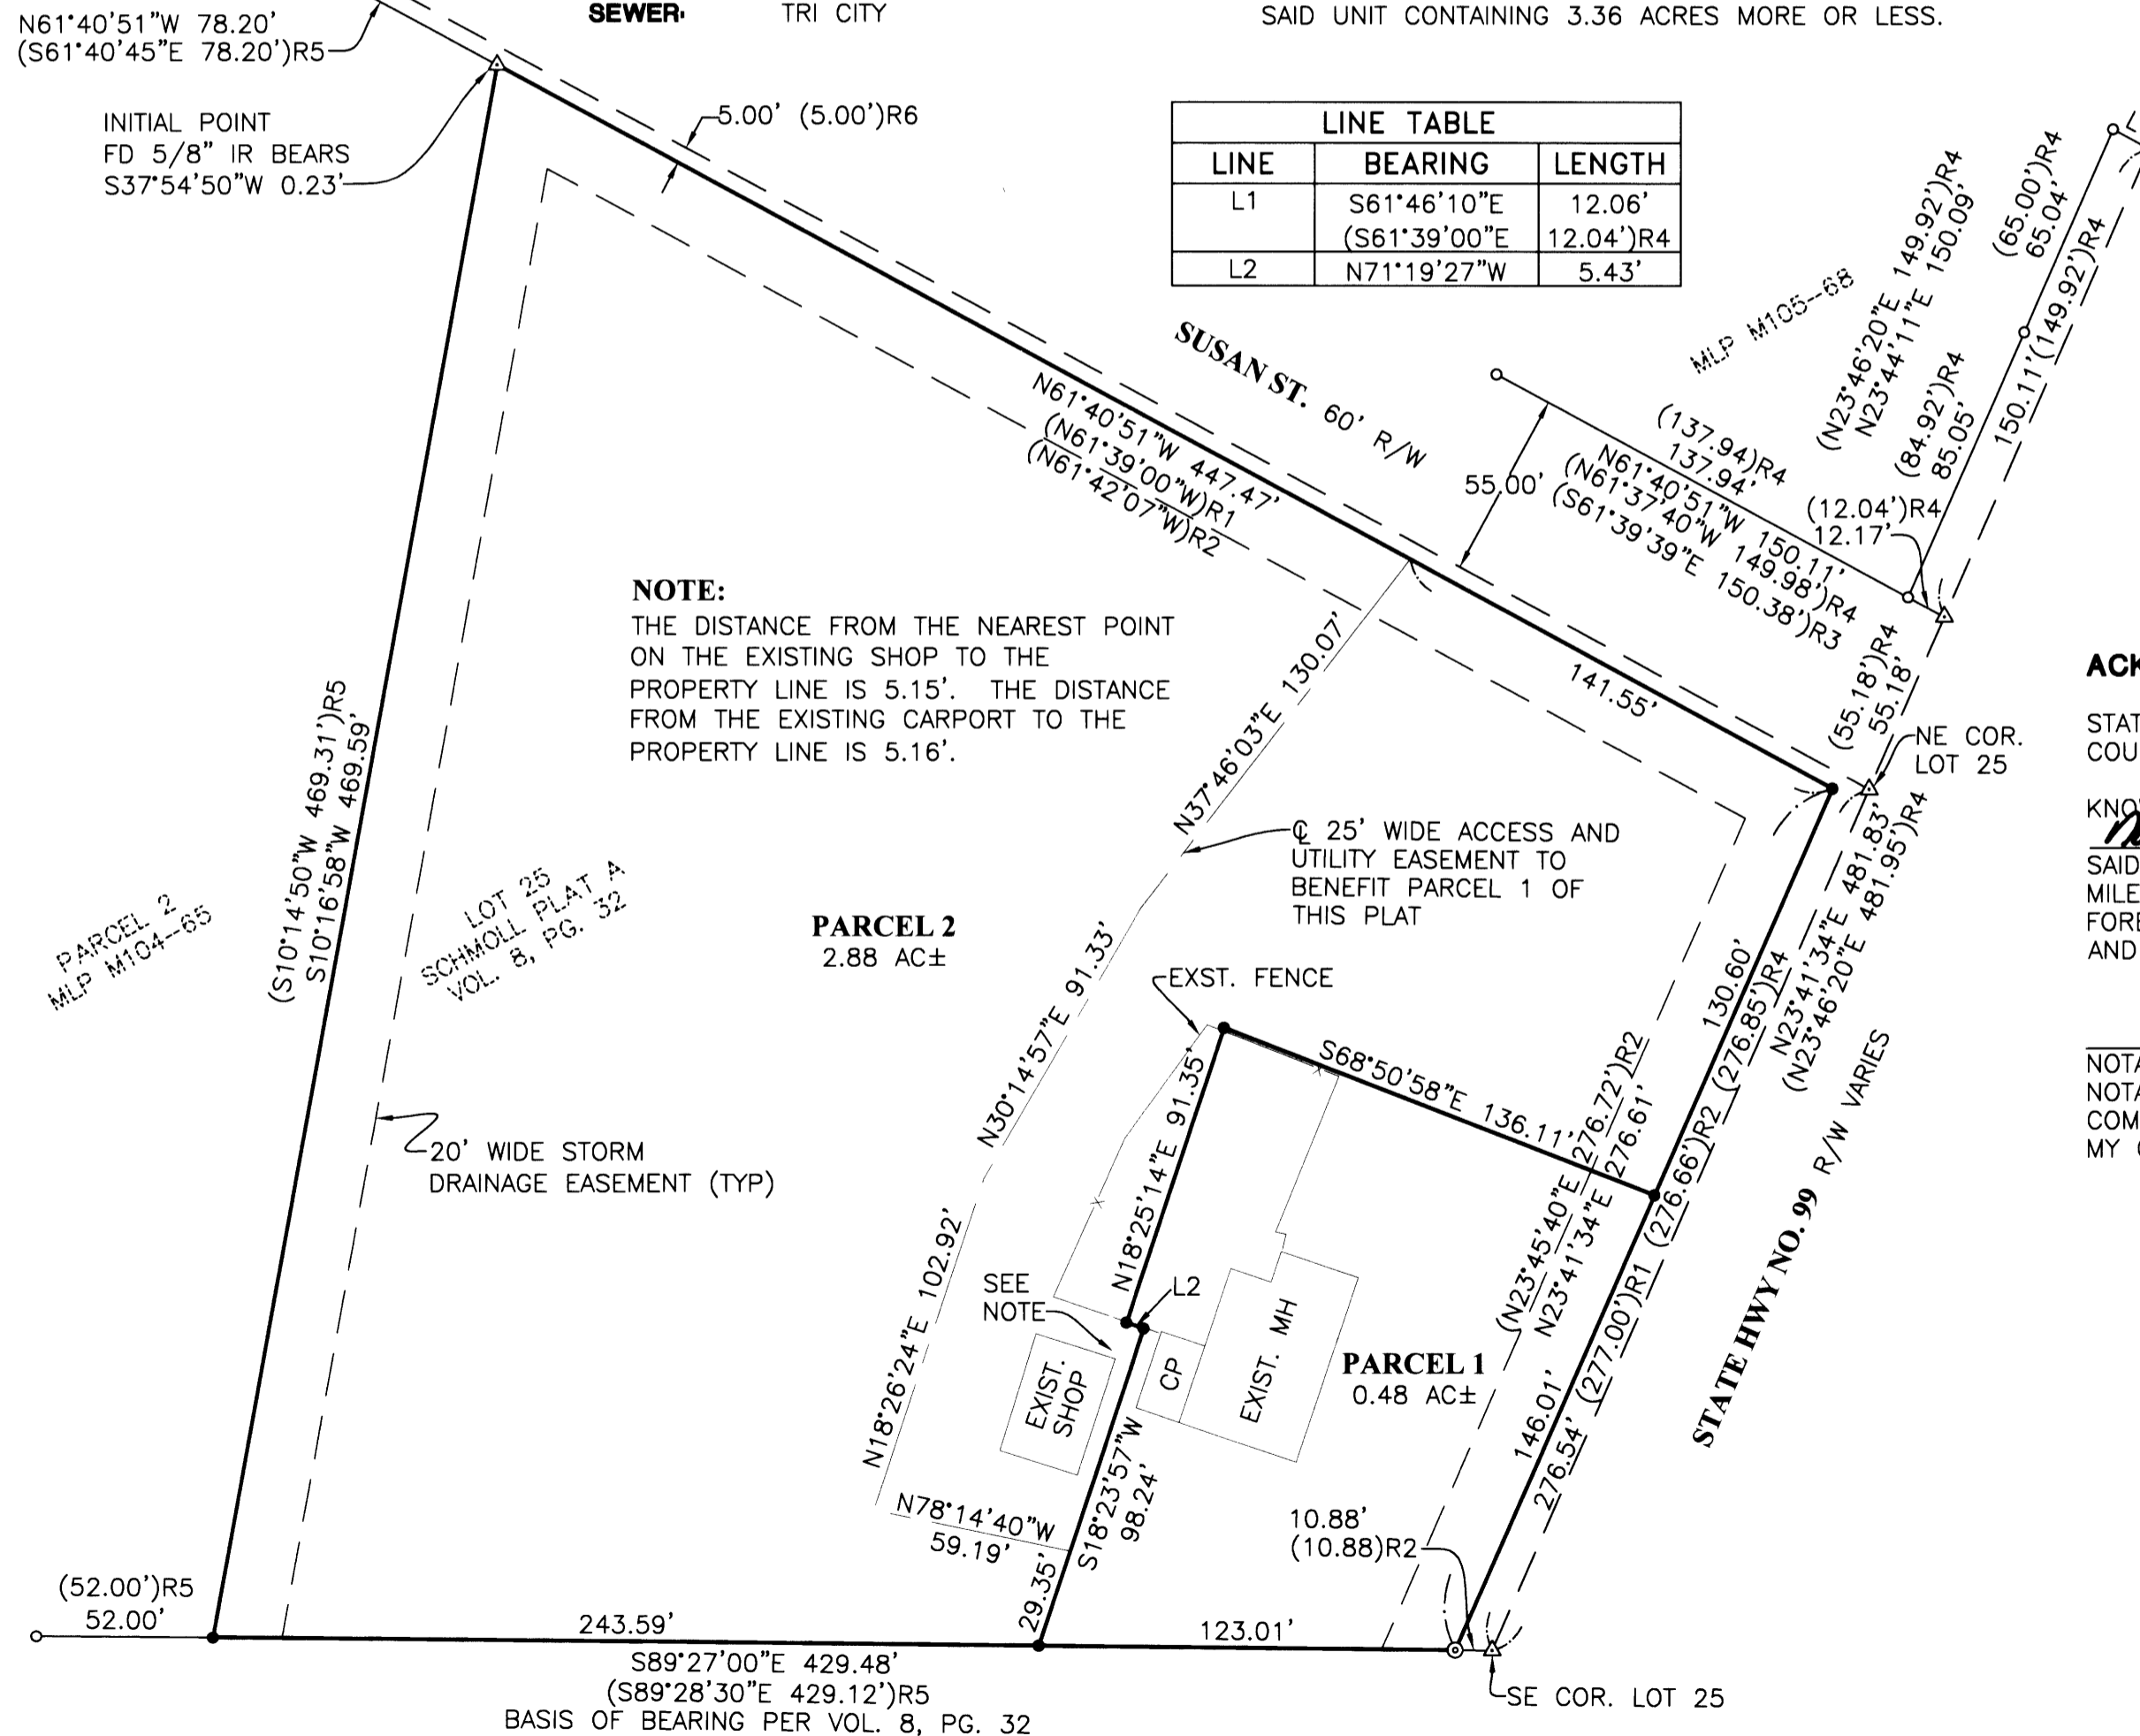 N61°40'51"W 78.20'
(S61°40'45"E 78.20')R5
SEWER: TRI CITY
SAID UNIT CONTAINING 3.36 ACRES MORE OR LESS.
INITIAL POINT
FD 5/8" IR BEARS
S37°54'50"W 0.23'
5.00' (5.00')R6
LINE TABLE
LINE BEARING LENGTH
L1 S61°46'10"E 12.06'
(S61°39'00"E 12.04')R4
L2 N71°19'27"W 5.43'
SUSAN ST. 60' R/W
MLP M105-68
(N23°46'20"E 149.92')R4
N23°44'11"E 150.09'
(65.00')R4
65.04'
150.11'(149.92')R4
(84.92')R4
85.05'
(137.94)R4
137.94'
N61°40'51"W 150.11'
(N61°37'40"W 149.98')R4
(S61°39'39"E 150.38')R3
55.00'
(12.04')R4
12.17'
N61°40'51"W 447.47'
(N61°39'00"W)R1
(N61°42'07"W)R2
NOTE:
THE DISTANCE FROM THE NEAREST POINT
ON THE EXISTING SHOP TO THE
PROPERTY LINE IS 5.15'. THE DISTANCE
FROM THE EXISTING CARPORT TO THE
PROPERTY LINE IS 5.16'.
N37°46'03"E 130.07'
141.55'
(55.18')R4
55.18'
NE COR.
LOT 25
ACK
STAT
COU
KNO
SAID
MILE
FORE
AND
NOTA
NOTA
COM
MY
(S10°14'50"W 469.31')R5
S10°16'58"W 469.59'
PARCEL 2
MLP M104-65
LOT 25
SCHMOLL PLAT A
VOL. 8, PG. 32
PARCEL 2
2.88 AC±
℄ 25' WIDE ACCESS AND
UTILITY EASEMENT TO
BENEFIT PARCEL 1 OF
THIS PLAT
N30°14'57"E 91.33'
EXST. FENCE
130.60'
N23°41'34"E 481.83'
(N23°46'20"E 481.95')R4
S68°50'58"E 136.11'
N18°25'14"E 91.35'
20' WIDE STORM
DRAINAGE EASEMENT (TYP)
(N23°45'40"E 276.72')R2
N23°41'34"E 276.61'
276.54' (277.00')R1 (276.66')R2 (276.85')R4
STATE HWY NO. 99 R/W VARIES
N18°26'24"E 102.92'
SEE
NOTE
L2
EXIST.
SHOP
CP
EXIST. MH
PARCEL 1
0.48 AC±
146.01'
S18°23'57"W
98.24'
N78°14'40"W
59.19'
29.35'
10.88'
(10.88)R2
(52.00')R5
52.00'
243.59'
123.01'
S89°27'00"E 429.48'
(S89°28'30"E 429.12')R5
BASIS OF BEARING PER VOL. 8, PG. 32
SE COR. LOT 25